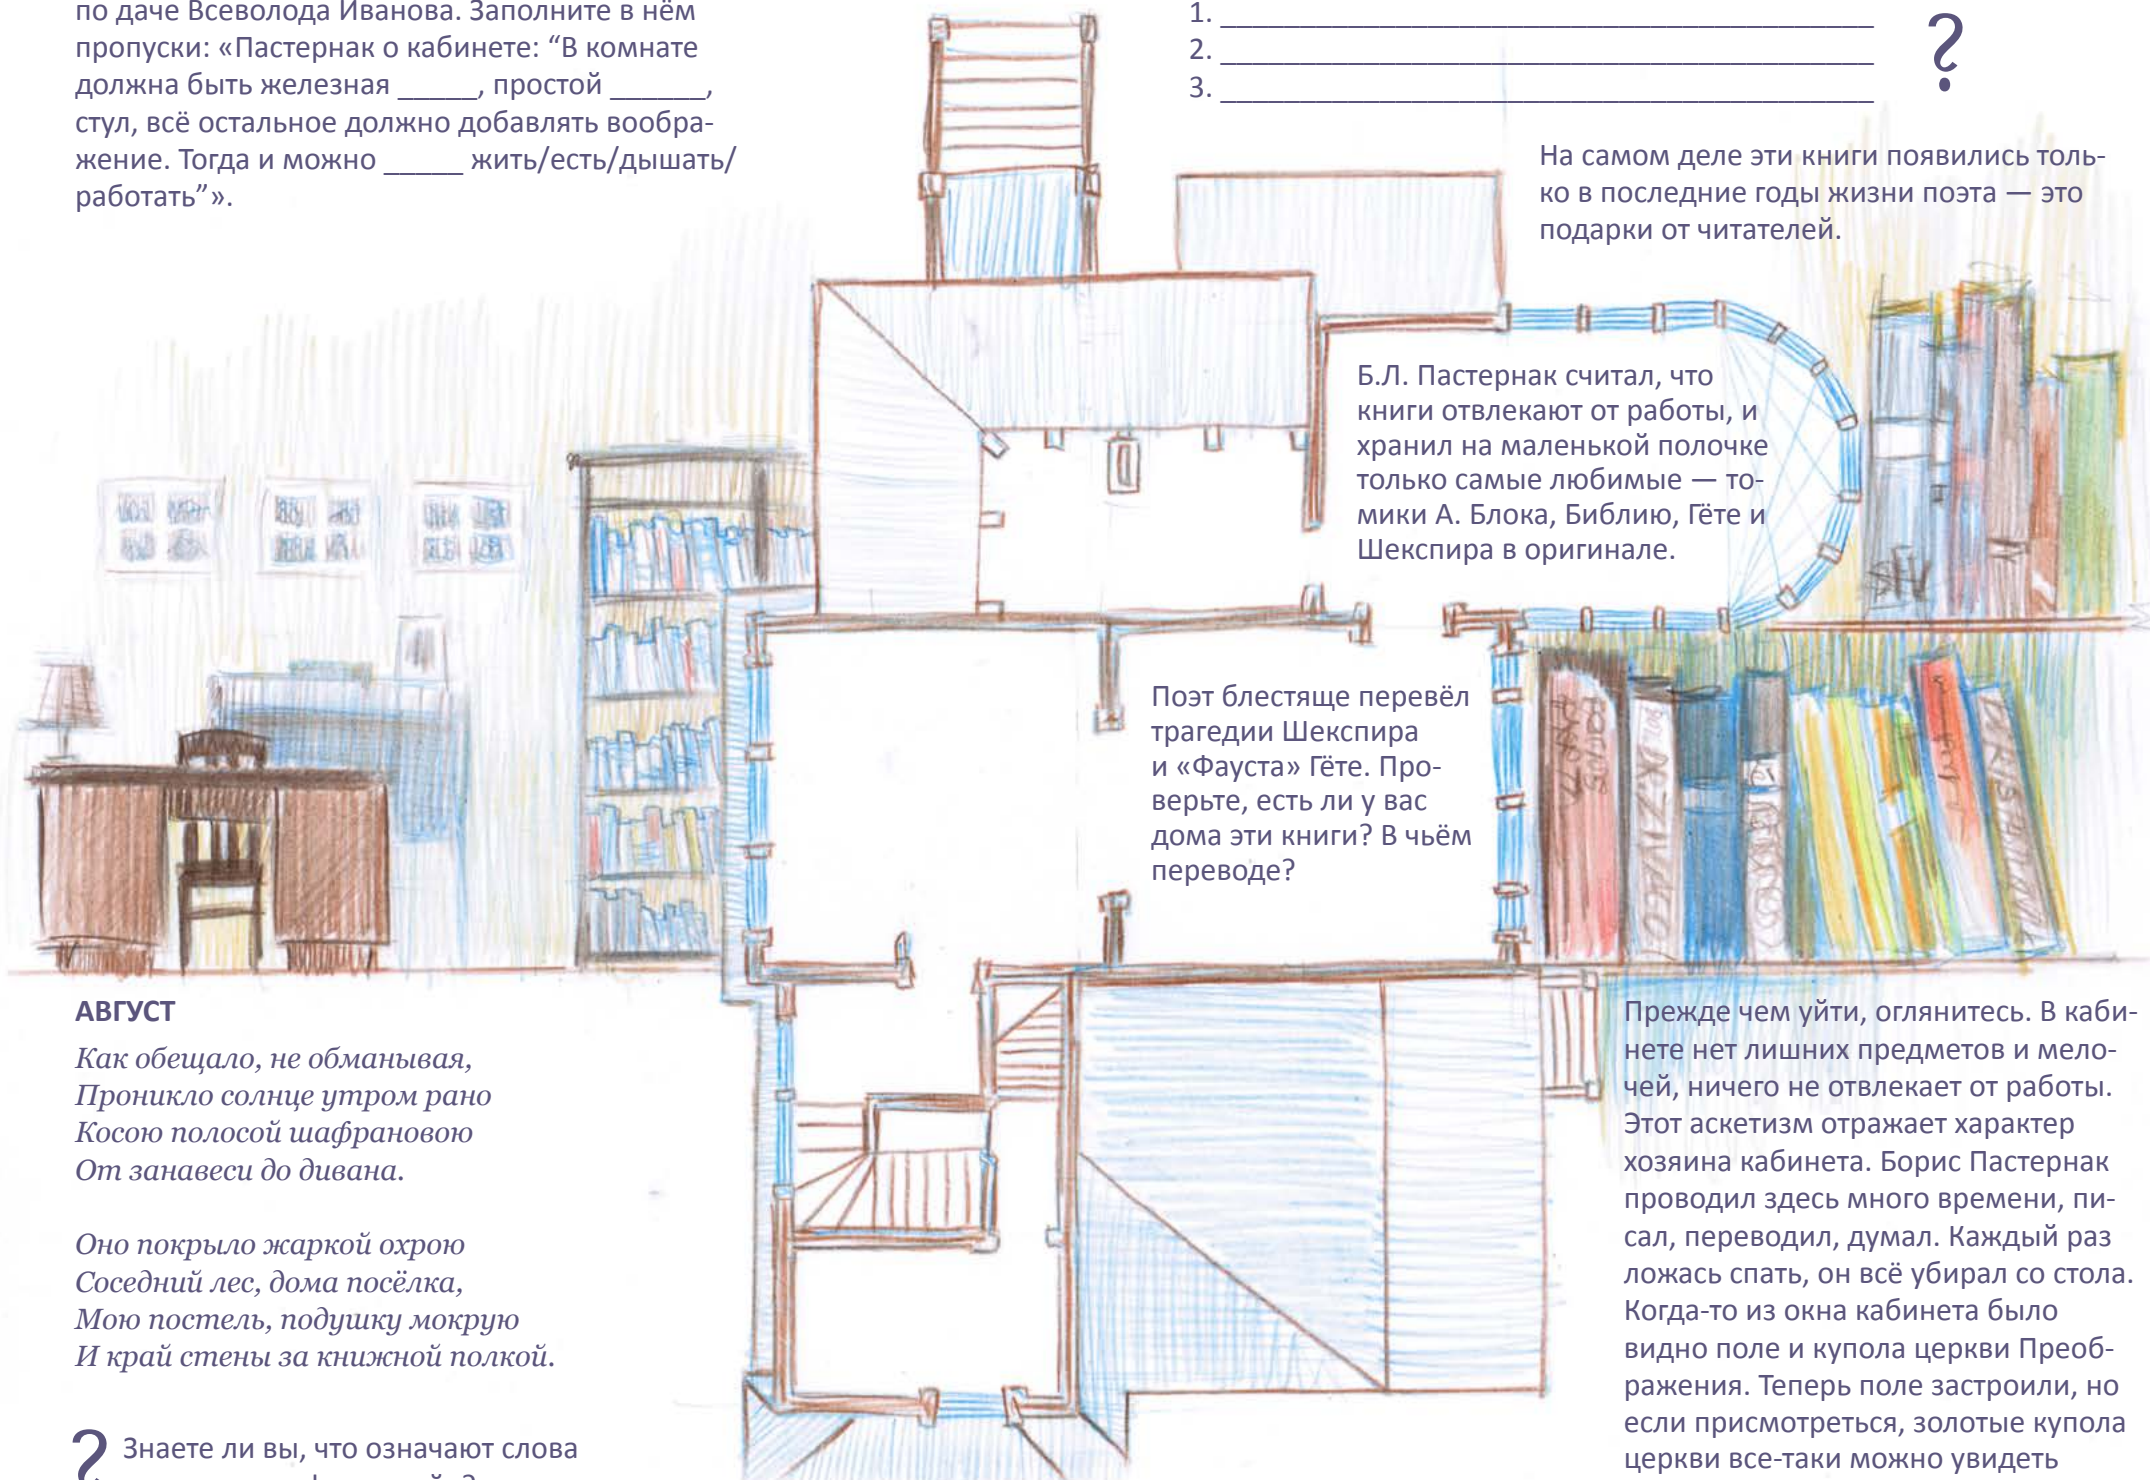 по даче Всеволода Иванова. Заполните в нём
пропуски: «Пастернак о кабинете: “В комнате
должна быть железная _____, простой ______,
стул, всё остальное должно добавлять вообра-
жение. Тогда и можно _____ жить/есть/дышать/
работать”».
1. _________________________________________
2. _________________________________________
3. _________________________________________
?
На самом деле эти книги появились толь-
ко в последние годы жизни поэта — это
подарки от читателей.
Б.Л. Пастернак считал, что
книги отвлекают от работы, и
хранил на маленькой полочке
только самые любимые — то-
мики А. Блока, Библию, Гёте и
Шекспира в оригинале.
Поэт блестяще перевёл
трагедии Шекспира
и «Фауста» Гёте. Про-
верьте, есть ли у вас
дома эти книги? В чьём
переводе?
АВГУСТ
Как обещало, не обманывая,
Проникло солнце утром рано
Косою полосой шафрановою
От занавеси до дивана.
Оно покрыло жаркой охрою
Соседний лес, дома посёлка,
Мою постель, подушку мокрую
И край стены за книжной полкой.
? Знаете ли вы, что означают слова
Прежде чем уйти, оглянитесь. В каби-
нете нет лишних предметов и мело-
чей, ничего не отвлекает от работы.
Этот аскетизм отражает характер
хозяина кабинета. Борис Пастернак
проводил здесь много времени, пи-
сал, переводил, думал. Каждый раз
ложась спать, он всё убирал со стола.
Когда-то из окна кабинета было
видно поле и купола церкви Преоб-
ражения. Теперь поле застроили, но
если присмотреться, золотые купола
церкви все-таки можно увидеть